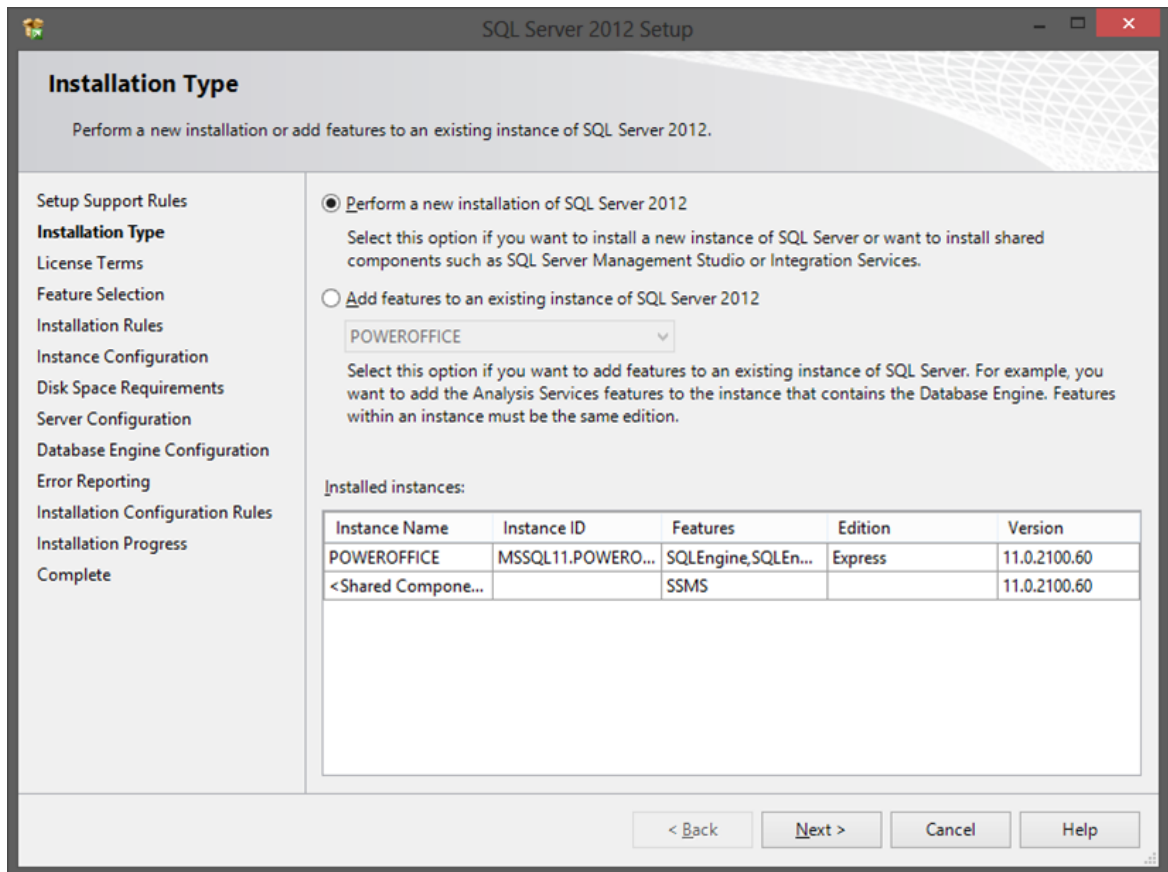 SQL Server 2012 Setup
Installation Type
Perform a new installation or add features to an existing instance of SQL Server 2012.
Setup Support Rules
Installation Type
License Terms
Feature Selection
Installation Rules
Instance Configuration
Disk Space Requirements
Server Configuration
Database Engine Configuration
Error Reporting
Installation Configuration Rules
Installation Progress
Complete
Perform a new installation of SQL Server 2012
Select this option if you want to install a new instance of SQL Server or want to install shared
components such as SQL Server Management Studio or Integration Services.
Add features to an existing instance of SQL Server 2012
POWEROFFICE
Select this option if you want to add features to an existing instance of SQL Server. For example, you
want to add the Analysis Services features to the instance that contains the Database Engine. Features
within an instance must be the same edition.
Installed instances:
Instance Name Instance ID Features Edition Version
POWEROFFICE MSSQL11.POWERO... SQLEngine,SQLEn... Express 11.0.2100.60
<Shared Compone... SSMS 11.0.2100.60
< Back Next > Cancel Help